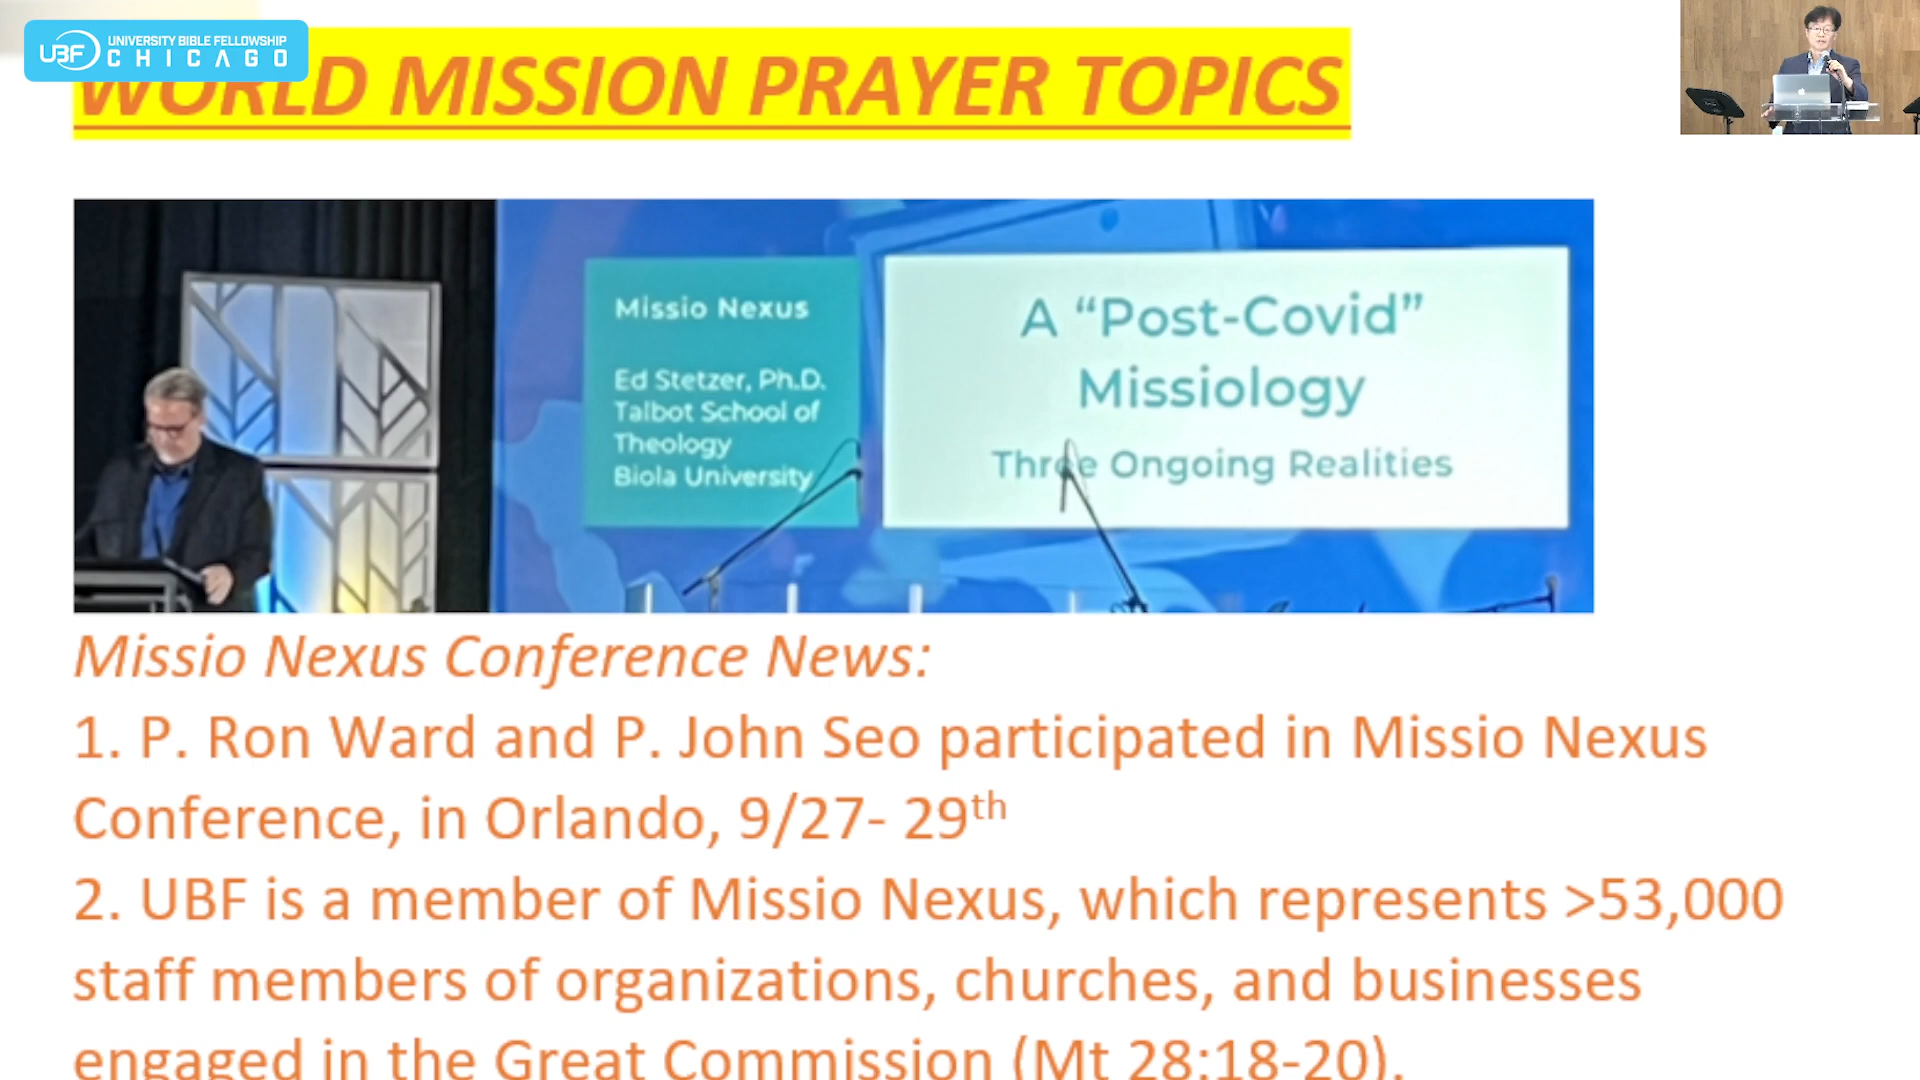 UBF UNIVERSITY BIBLE FELLOWSHIP
CHICAGO
WORLD MISSION PRAYER TOPICS
Missio Nexus
Ed Stetzer, Ph.D.
Talbot School of
Theology
Biola University
A “Post-Covid”
Missiology
Three Ongoing Realities
Missio Nexus Conference News:
1. P. Ron Ward and P. John Seo participated in Missio Nexus
Conference, in Orlando, 9/27- 29th
2. UBF is a member of Missio Nexus, which represents >53,000
staff members of organizations, churches, and businesses
engaged in the Great Commission (Mt 28:18-20).